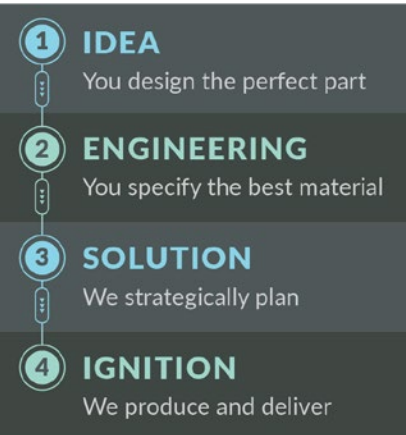 1 IDEA
You design the perfect part
2 ENGINEERING
You specify the best material
3 SOLUTION
We strategically plan
4 IGNITION
We produce and deliver